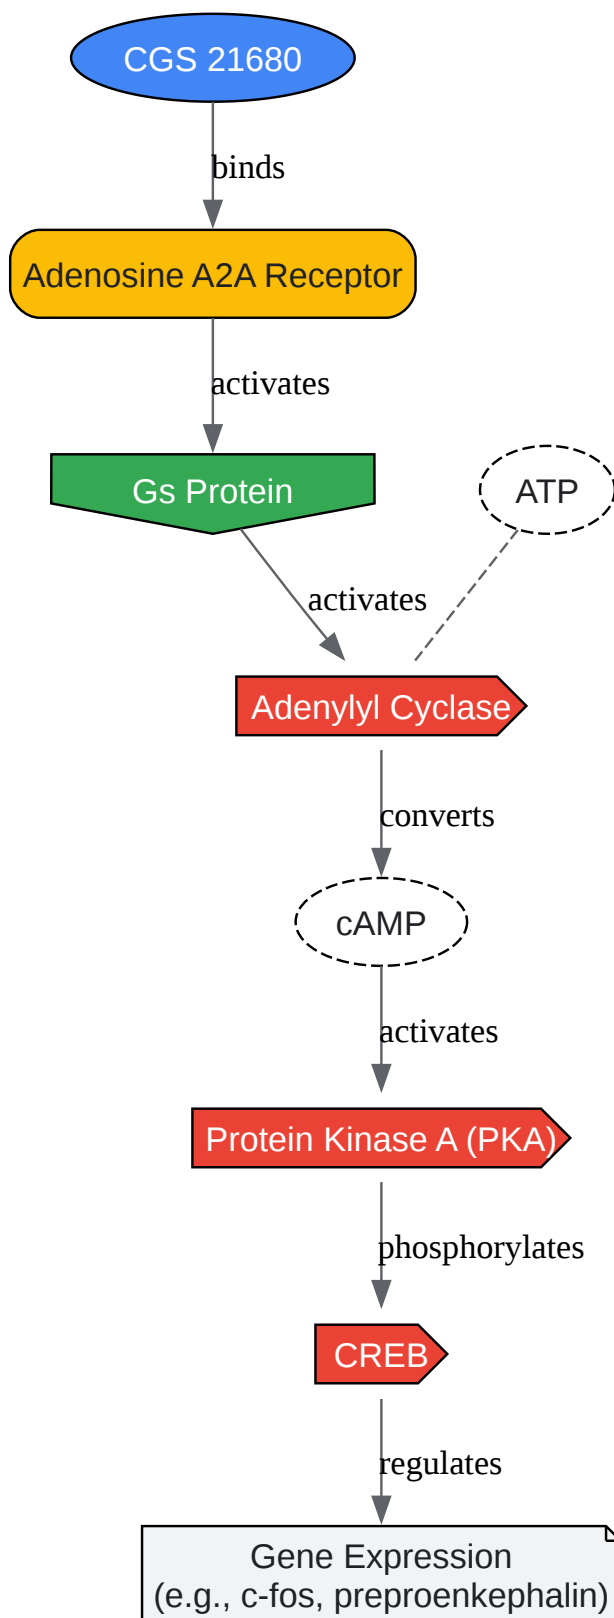 CGS 21680
binds
Adenosine A2A Receptor
activates
Gs Protein
ATP
activates
Adenylyl Cyclase
converts
cAMP
activates
Protein Kinase A (PKA)
phosphorylates
CREB
regulates
Gene Expression
(e.g., c-fos, preproenkephalin)